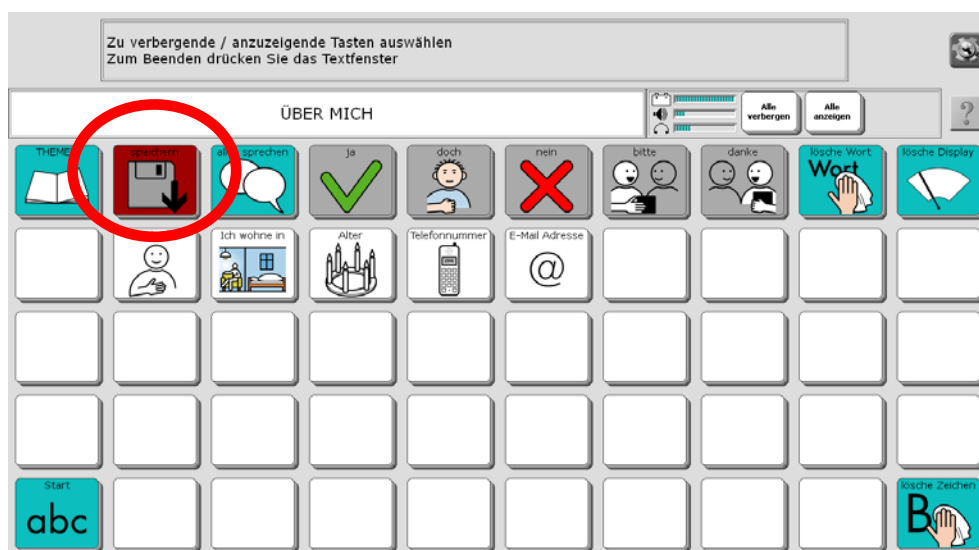 Zu verbergende / anzuzeigende Tasten auswählen
Zum Beenden drücken Sie das Textfenster
ÜBER MICH
Alle verbergen
Alle anzeigen
?
THEMEN
speichern
alles sprechen
ja
doch
nein
bitte
danke
lösche Wort
Wort
lösche Display
Ich wohne in
Alter
Telefonnummer
E-Mail Adresse
@
Start
abc
lösche Zeichen
B